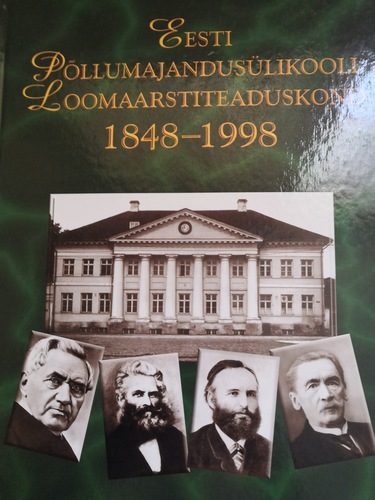 EESTI
PÕLLUMAJANDUSÜLIKOOLI
LOOMAARSTITEADUSKOND
1848–1998